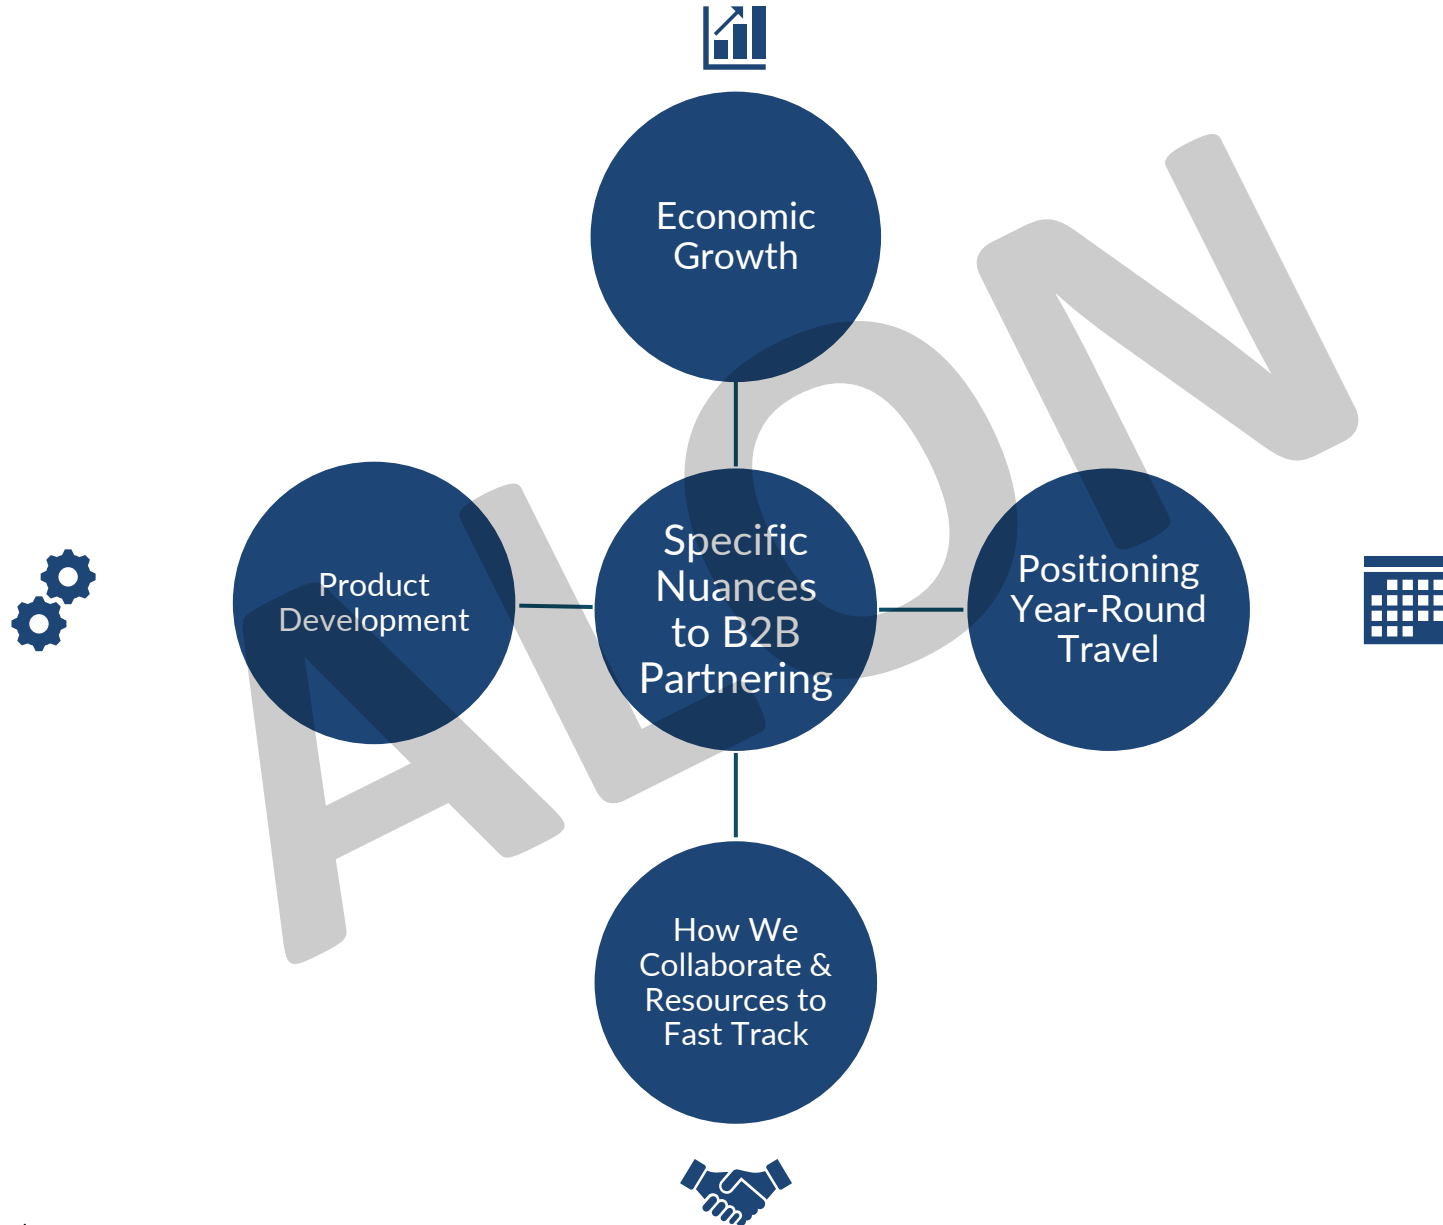 Economic
Growth
Product
Development
Specific
Nuances
to B2B
Partnering
Positioning
Year-Round
Travel
How We
Collaborate &
Resources to
Fast Track
ALON